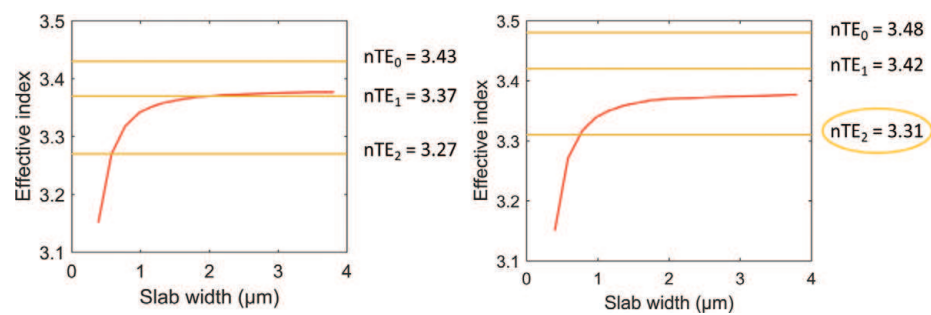 3.5
3.4
3.3
3.2
3.1
Effective index
0
1
2
3
4
Slab width (µm)
nTE₀ = 3.43
nTE₁ = 3.37
nTE₂ = 3.27
3.5
3.4
3.3
3.2
3.1
Effective index
0
1
2
3
4
Slab width (µm)
nTE₀ = 3.48
nTE₁ = 3.42
nTE₂ = 3.31